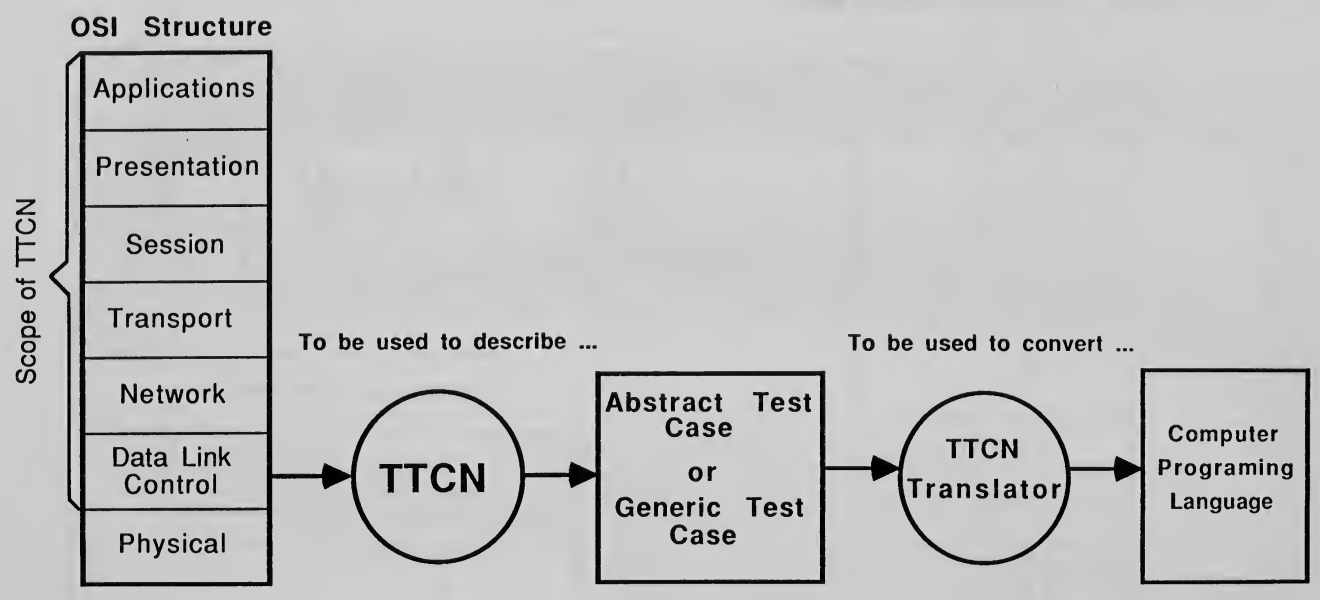 OSI Structure
Applications
Presentation
Session
Transport
Network
Data Link
Control
Physical
Scope of TTCN
To be used to describe ...
TTCN
Abstract Test
Case
or
Generic Test
Case
To be used to convert ...
TTCN
Translator
Computer
Programing
Language